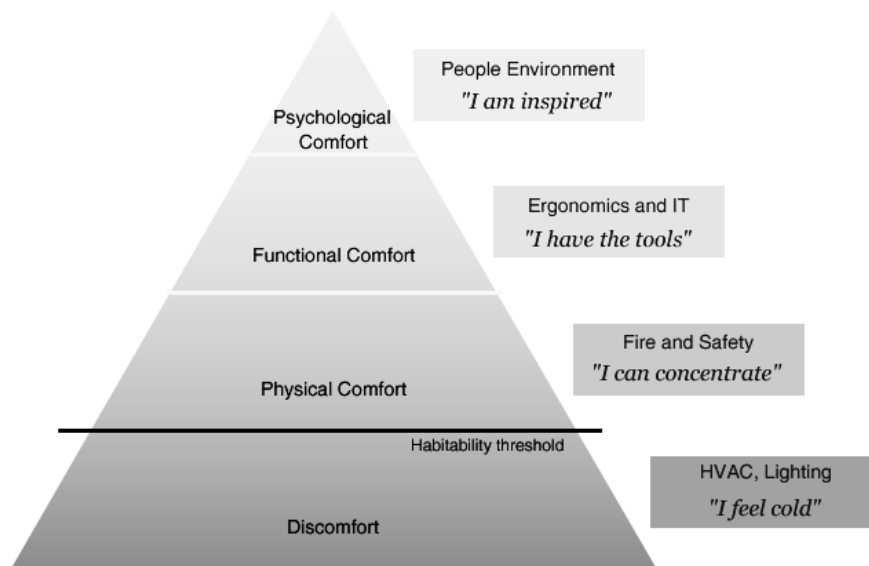 People Environment
"I am inspired"
Psychological
Comfort
Ergonomics and IT
"I have the tools"
Functional Comfort
Fire and Safety
"I can concentrate"
Physical Comfort
Habitability threshold
HVAC, Lighting
"I feel cold"
Discomfort